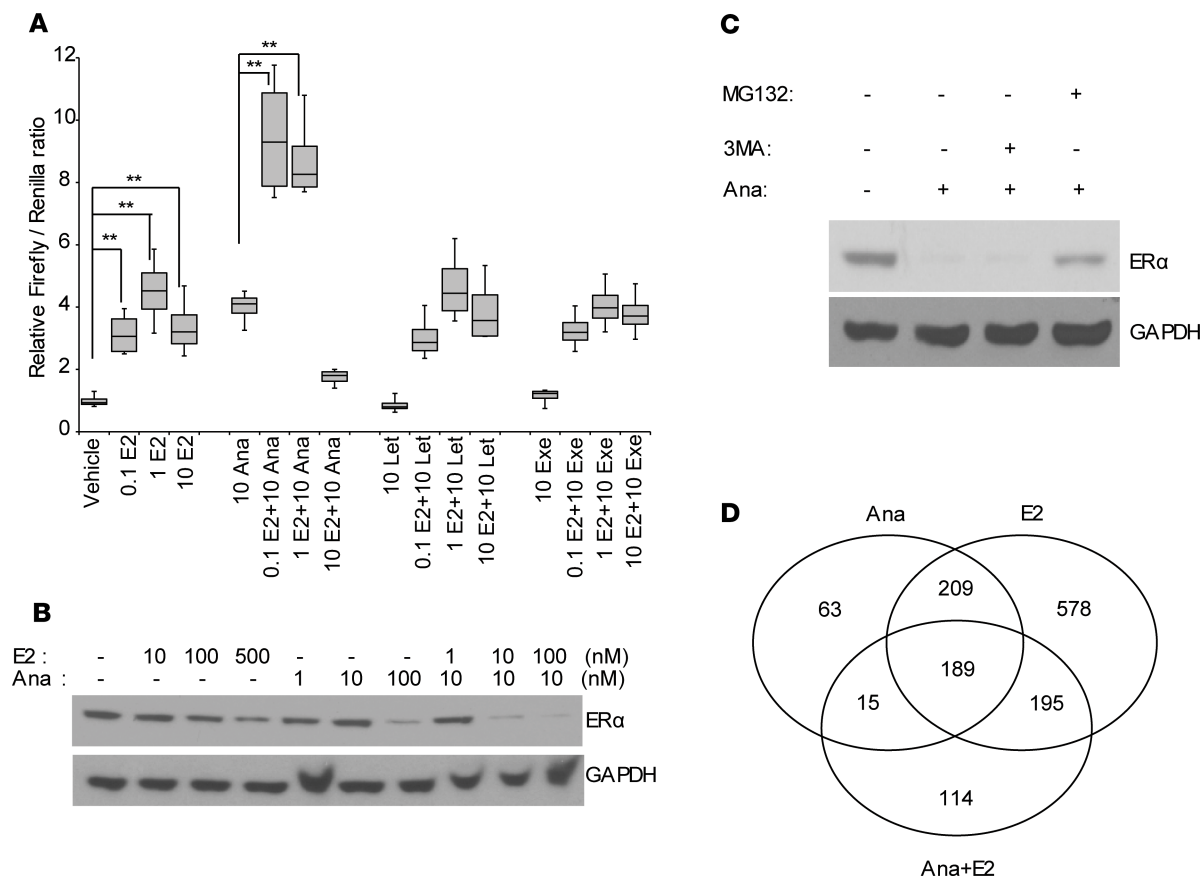 A
Relative Firefly / Renilla ratio
12
10
8
6
4
2
0
** ** ** ** **
Vehicle
0.1 E2
1 E2
10 E2
10 Ana
0.1 E2+10 Ana
1 E2+10 Ana
10 E2+10 Ana
10 Let
0.1 E2+10 Let
1 E2+10 Let
10 E2+10 Let
10 Exe
0.1 E2+10 Exe
1 E2+10 Exe
10 E2+10 Exe
B
E2 : - 10 100 500 - - - 1 10 100 (nM)
Ana : - - - - 1 10 100 10 10 10 (nM)
ERα
GAPDH
C
MG132: - - - +
3MA: - - + -
Ana: - + + +
ERα
GAPDH
D
Ana E2
209
63 578
189
15 195
114
Ana+E2